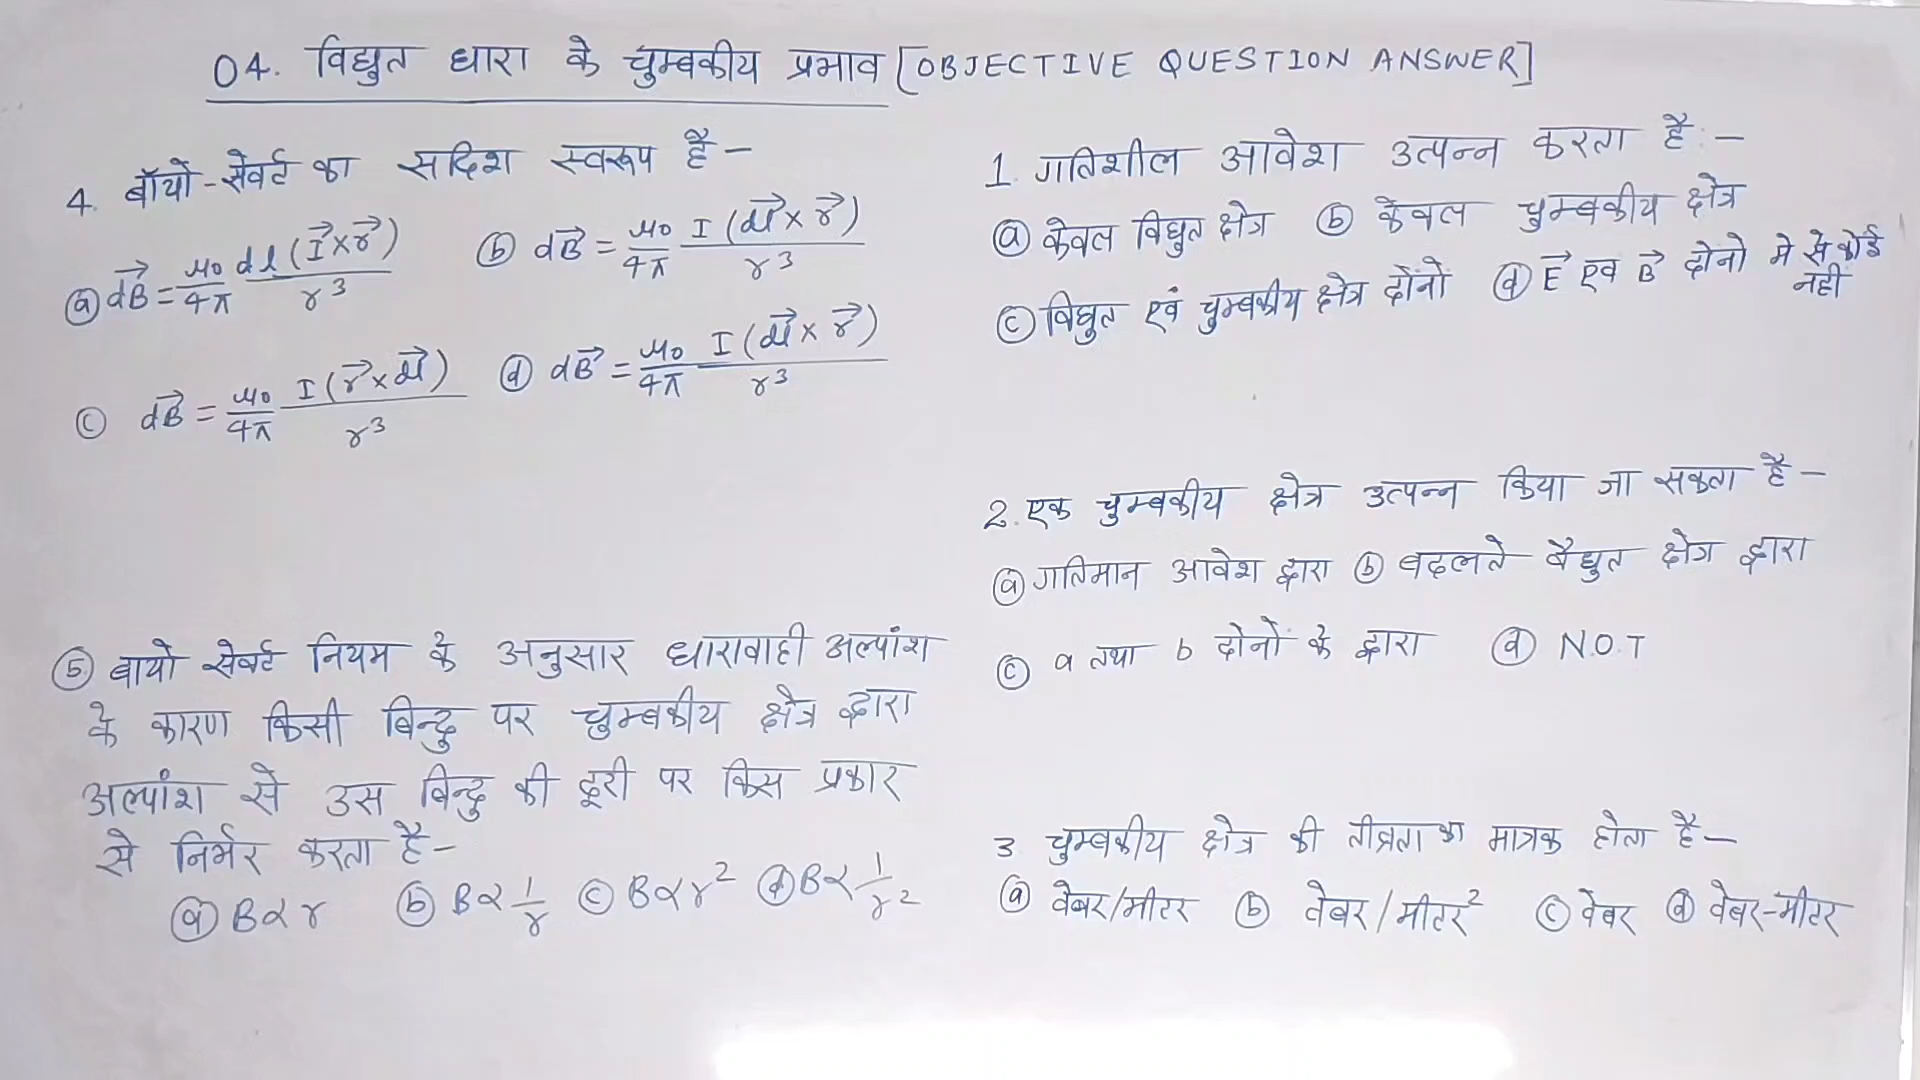 04. विद्युत धारा के चुम्बकीय प्रभाव [OBJECTIVE QUESTION ANSWER]
1. गतिशील आवेश उत्पन्न करता है:-
ⓐ केवल विद्युत क्षेत्र ⓑ केवल चुम्बकीय क्षेत्र
ⓒ विद्युत एवं चुम्बकीय क्षेत्र दोनों ⓓ E⃗ एव B⃗ दोनो मे से कोई
नहीं
2. एक चुम्बकीय क्षेत्र उत्पन्न किया जा सकता है -
ⓐ गतिमान आवेश द्वारा ⓑ बदलते वैद्युत क्षेत्र द्वारा
ⓒ a तथा b दोनों के द्वारा ⓓ N.O.T
3 चुम्बकीय क्षेत्र की तीव्रता का मात्रक होता है -
ⓐ वेबर/मीटर ⓑ वेबर/मीटर² ⓒ वेबर ⓓ वेबर-मीटर
4. बॉयो-सेवर्ट का सदिश स्वरूप है -
ⓐ dB⃗ = μ₀/4π dl(I⃗×r⃗)/r³ ⓑ dB⃗ = μ₀/4π I(dl⃗×r⃗)/r³
ⓒ dB⃗ = μ₀/4π I(r⃗×dl⃗)/r³ ⓓ dB⃗ = μ₀/4π I(dl⃗×r⃗)/r³
⑤ बायो सेवर्ट नियम के अनुसार धारावाही अल्पांश
के कारण किसी बिन्दु पर चुम्बकीय क्षेत्र द्वारा
अल्पांश से उस बिन्दु की दूरी पर किस प्रकार
से निर्भर करता है -
ⓐ B∝r ⓑ B∝1/r ⓒ B∝r² ⓓ B∝1/r²